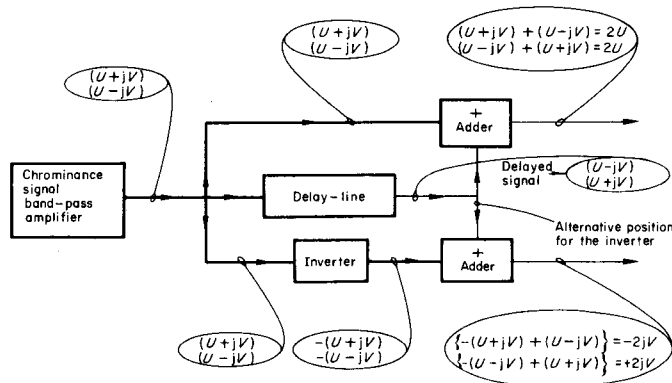 (U+jV)
(U−jV)
(U+jV)
(U−jV)
(U+jV) + (U−jV) = 2U
(U−jV) + (U+jV) = 2U
+
Adder
Chrominance
signal
band-pass
amplifier
Delay-line
Delayed
signal
(U−jV)
(U+jV)
Inverter
+
Adder
Alternative position
for the inverter
(U+jV)
(U−jV)
−(U+jV)
−(U−jV)
{−(U+jV) + (U−jV)} = −2jV
{−(U−jV) + (U+jV)} = +2jV